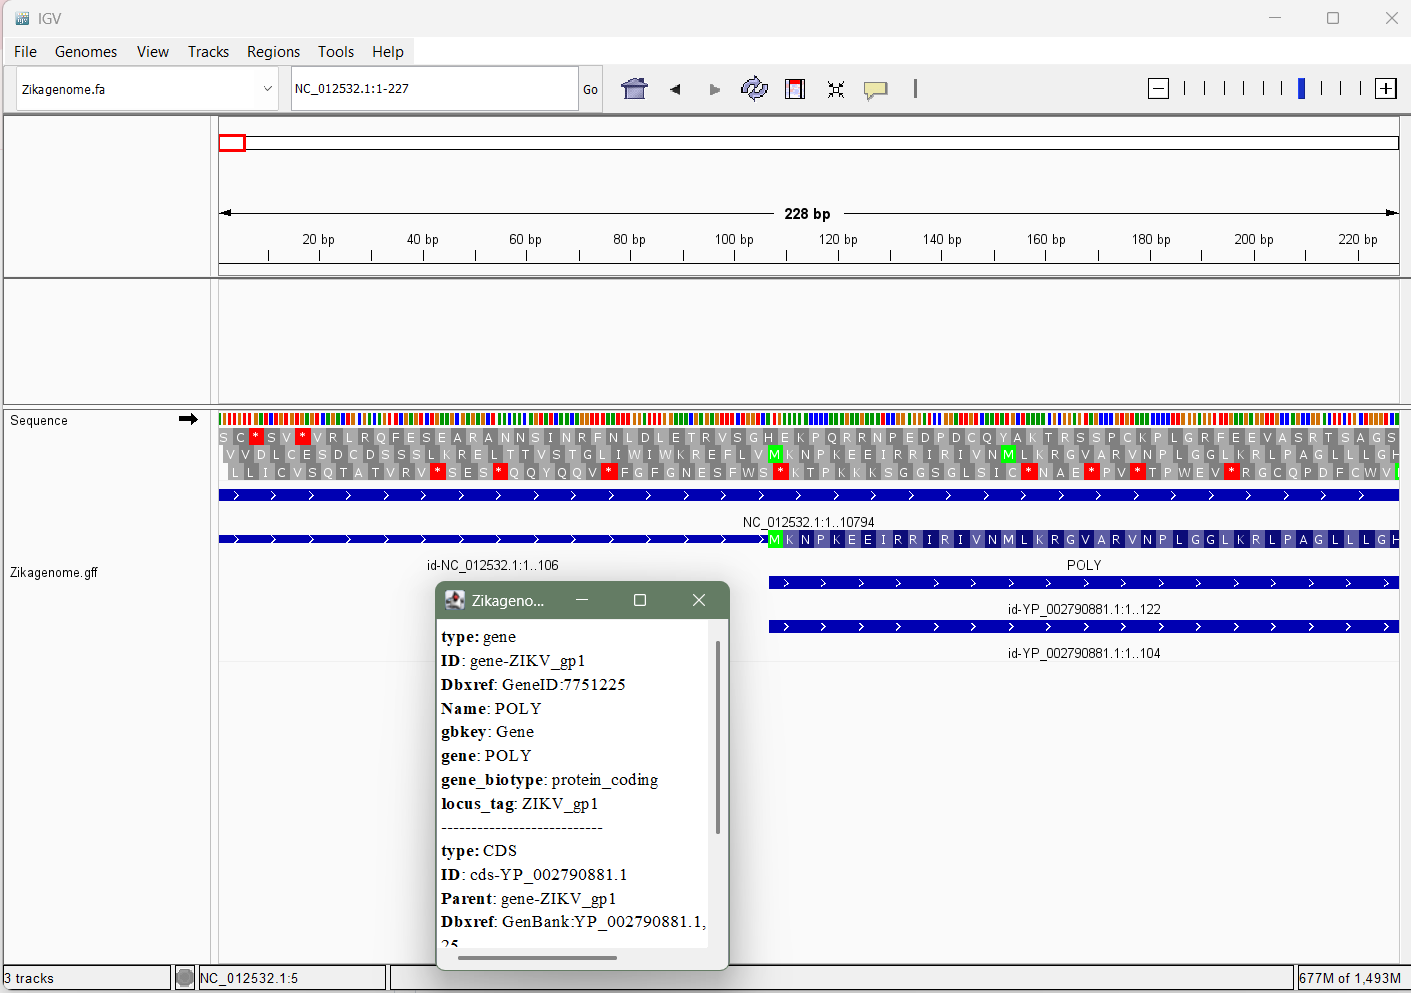 IGV
File Genomes View Tracks Regions Tools Help
Zikagenome.fa NC_012532.1:1-227 Go
228 bp
20 bp 40 bp 60 bp 80 bp 100 bp 120 bp 140 bp 160 bp 180 bp 200 bp 220 bp
Sequence
S C * S V * V R L R Q F E S E A R A N N S I N R F N L D L E T R V S G H E K P Q R R N P E D P D C Q Y A K T R S S P C K P L G R F E E V A S R T S A G S
V V D L C E S D C D S S S L K R E L T T V S T G L I W I W K R E F L V M K N P K E E I R R I R I V N M L K R G V A R V N P L G G L K R L P A G L L L G H
L L I C V S Q T A T V R V * S E S * Q Q Y Q Q V * F G F G N E S F W S * K T P K K K S G G S G L S I C * N A E * P V * T P W E V * R G C Q P D F C W V
NC_012532.1:1..10794
M K N P K E E I R R I R I V N M L K R G V A R V N P L G G L K R L P A G L L L G H
id-NC_012532.1:1..106 POLY
Zikagenome.gff
id-YP_002790881.1:1..122
id-YP_002790881.1:1..104
Zikageno...
type: gene
ID: gene-ZIKV_gp1
Dbxref: GeneID:7751225
Name: POLY
gbkey: Gene
gene: POLY
gene_biotype: protein_coding
locus_tag: ZIKV_gp1
---------------------------
type: CDS
ID: cds-YP_002790881.1
Parent: gene-ZIKV_gp1
Dbxref: GenBank:YP_002790881.1,
25
3 tracks NC_012532.1:5 677M of 1,493M